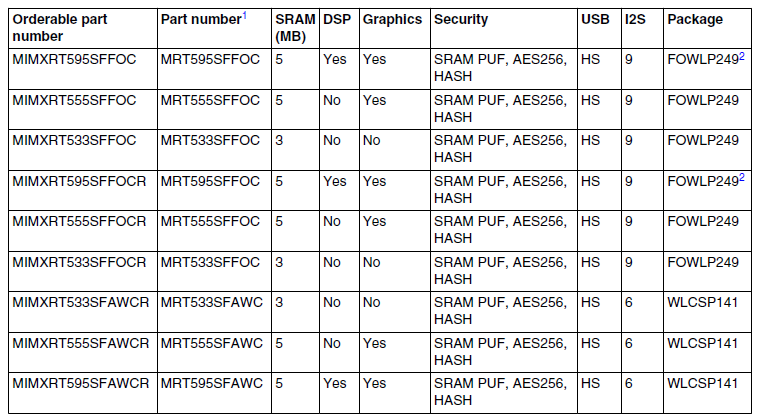 Orderable part number Part number1 SRAM (MB) DSP Graphics Security USB I2S Package
MIMXRT595SFFOC MRT595SFFOC 5 Yes Yes SRAM PUF, AES256, HASH HS 9 FOWLP2492
MIMXRT555SFFOC MRT555SFFOC 5 No Yes SRAM PUF, AES256, HASH HS 9 FOWLP249
MIMXRT533SFFOC MRT533SFFOC 3 No No SRAM PUF, AES256, HASH HS 9 FOWLP249
MIMXRT595SFFOCR MRT595SFFOC 5 Yes Yes SRAM PUF, AES256, HASH HS 9 FOWLP2492
MIMXRT555SFFOCR MRT555SFFOC 5 No Yes SRAM PUF, AES256, HASH HS 9 FOWLP249
MIMXRT533SFFOCR MRT533SFFOC 3 No No SRAM PUF, AES256, HASH HS 9 FOWLP249
MIMXRT533SFAWCR MRT533SFAWC 3 No No SRAM PUF, AES256, HASH HS 6 WLCSP141
MIMXRT555SFAWCR MRT555SFAWC 5 No Yes SRAM PUF, AES256, HASH HS 6 WLCSP141
MIMXRT595SFAWCR MRT595SFAWC 5 Yes Yes SRAM PUF, AES256, HASH HS 6 WLCSP141